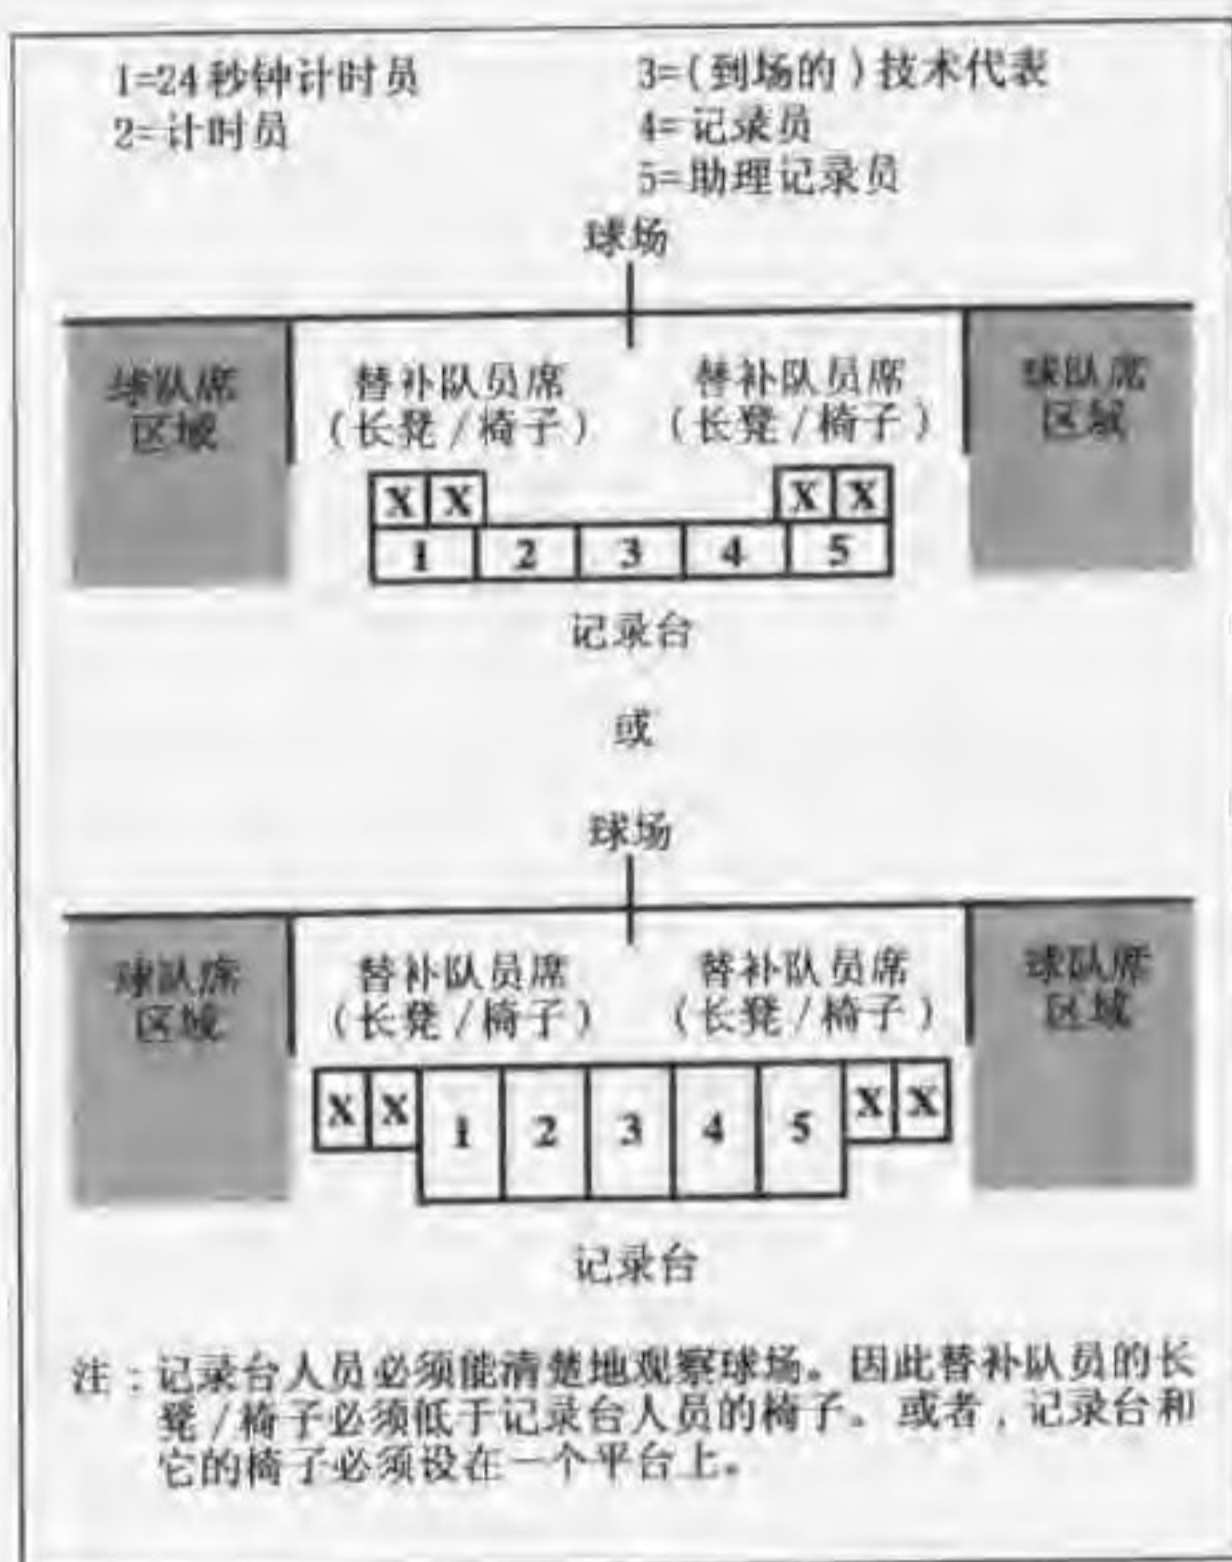 1=24秒钟计时员
2=计时员
3=(到场的)技术代表
4=记录员
5=助理记录员
球场
球队席
区域
替补队员席
(长凳/椅子)
替补队员席
(长凳/椅子)
球队席
区域
X X X X
1 2 3 4 5
记录台
或
球场
球队席
区域
替补队员席
(长凳/椅子)
替补队员席
(长凳/椅子)
球队席
区域
X X 1 2 3 4 5 X X
记录台
注：记录台人员必须能清楚地观察球场。因此替补队员的长
凳/椅子必须低于记录台人员的椅子。或者，记录台和
它的椅子必须设在一个平台上。